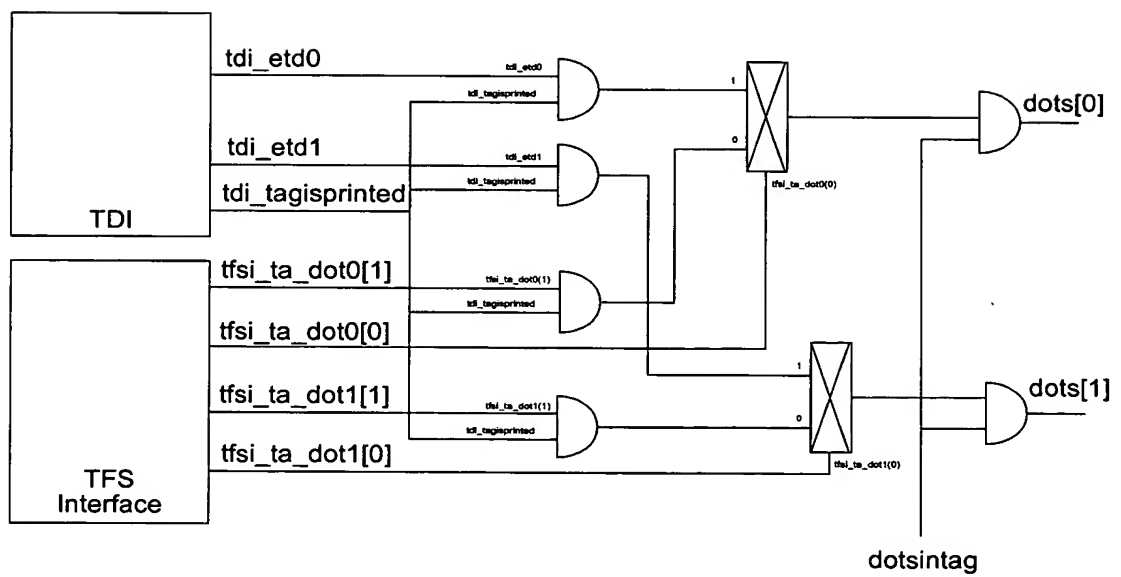 tdi_etd0
tdi_etd0
tdi_tagisprinted
1
dots[0]
tdi_etd1
tdi_etd1
0
tdi_tagisprinted
tdi_tagisprinted
tfsi_ta_dot0(0)
TDI
tfsi_ta_dot0[1]
tfsi_ta_dot0(1)
tdi_tagisprinted
tfsi_ta_dot0[0]
1
tfsi_ta_dot1[1]
tfsi_ta_dot1(1)
dots[1]
0
tdi_tagisprinted
tfsi_ta_dot1[0]
tfsi_ta_dot1(0)
TFS
Interface
dotsintag